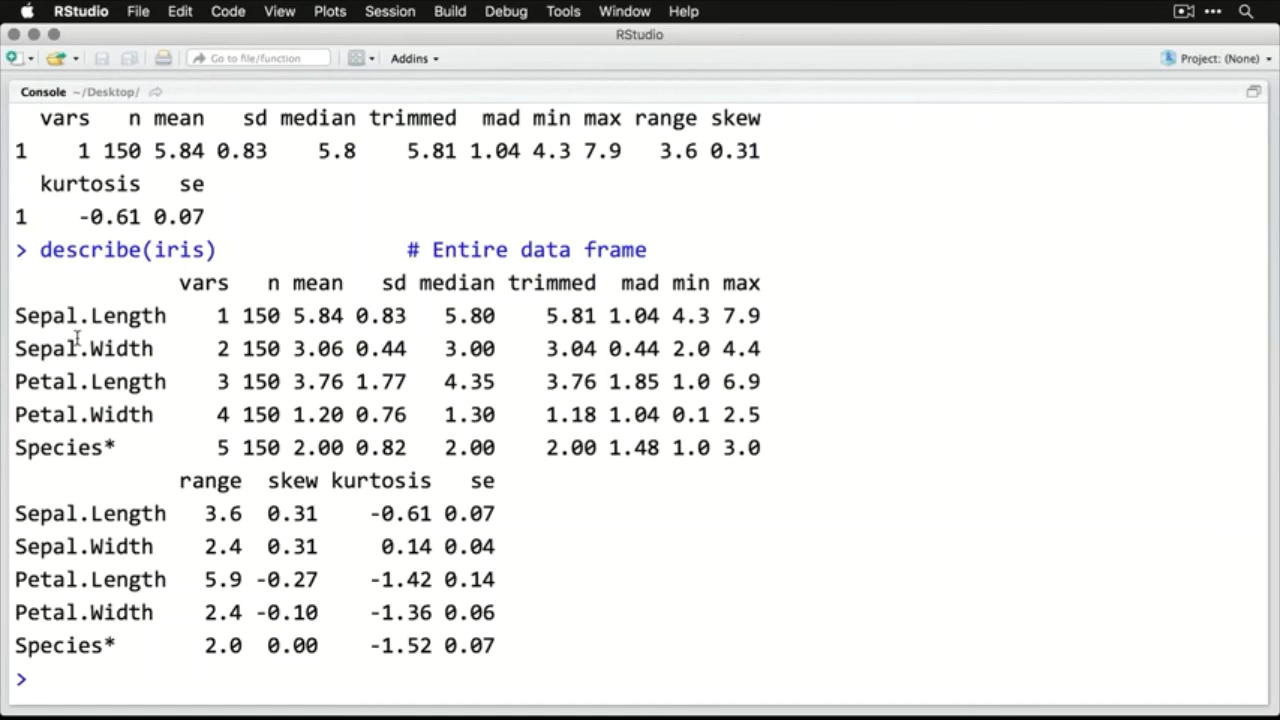 RStudio File Edit Code View Plots Session Build Debug Tools Window Help
RStudio
Go to file/function Addins Project: (None)
Console ~/Desktop/
vars n mean sd median trimmed mad min max range skew
1 1 150 5.84 0.83 5.8 5.81 1.04 4.3 7.9 3.6 0.31
kurtosis se
1 -0.61 0.07
> describe(iris) # Entire data frame
vars n mean sd median trimmed mad min max
Sepal.Length 1 150 5.84 0.83 5.80 5.81 1.04 4.3 7.9
Sepal.Width 2 150 3.06 0.44 3.00 3.04 0.44 2.0 4.4
Petal.Length 3 150 3.76 1.77 4.35 3.76 1.85 1.0 6.9
Petal.Width 4 150 1.20 0.76 1.30 1.18 1.04 0.1 2.5
Species* 5 150 2.00 0.82 2.00 2.00 1.48 1.0 3.0
range skew kurtosis se
Sepal.Length 3.6 0.31 -0.61 0.07
Sepal.Width 2.4 0.31 0.14 0.04
Petal.Length 5.9 -0.27 -1.42 0.14
Petal.Width 2.4 -0.10 -1.36 0.06
Species* 2.0 0.00 -1.52 0.07
>